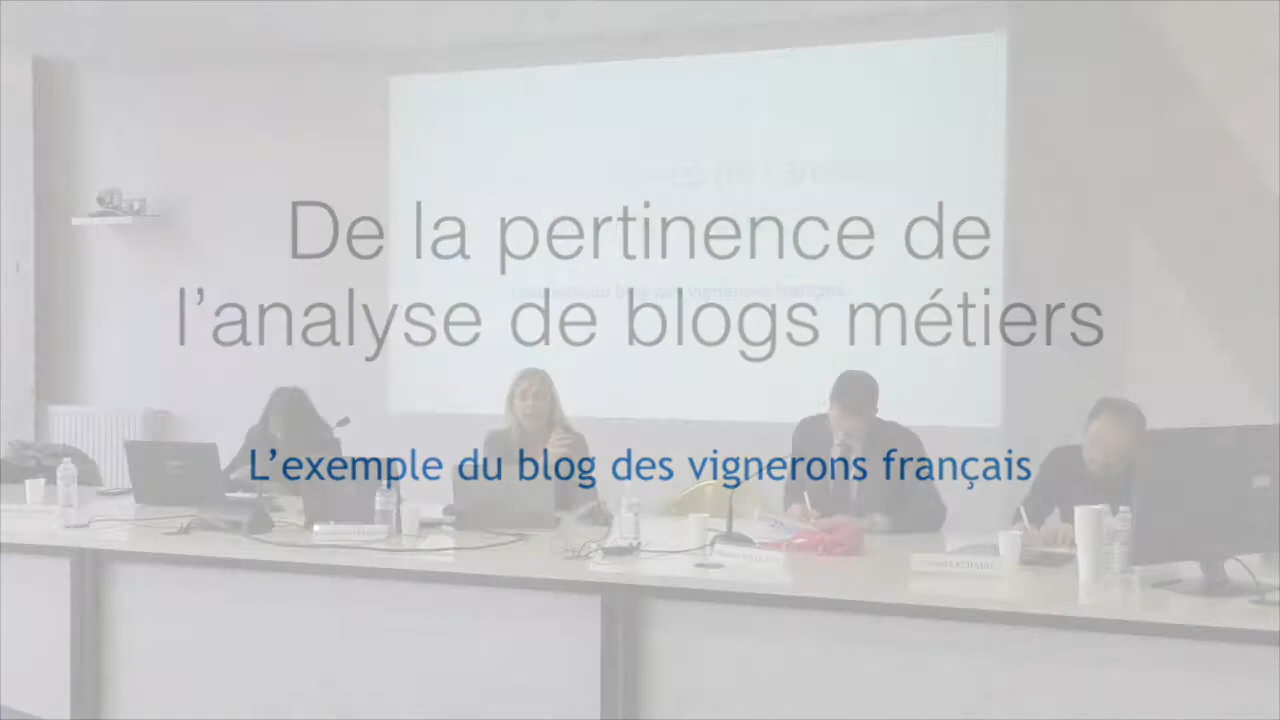 De la pertinence de
l’analyse de blogs métiers
L’exemple du blog des vignerons français